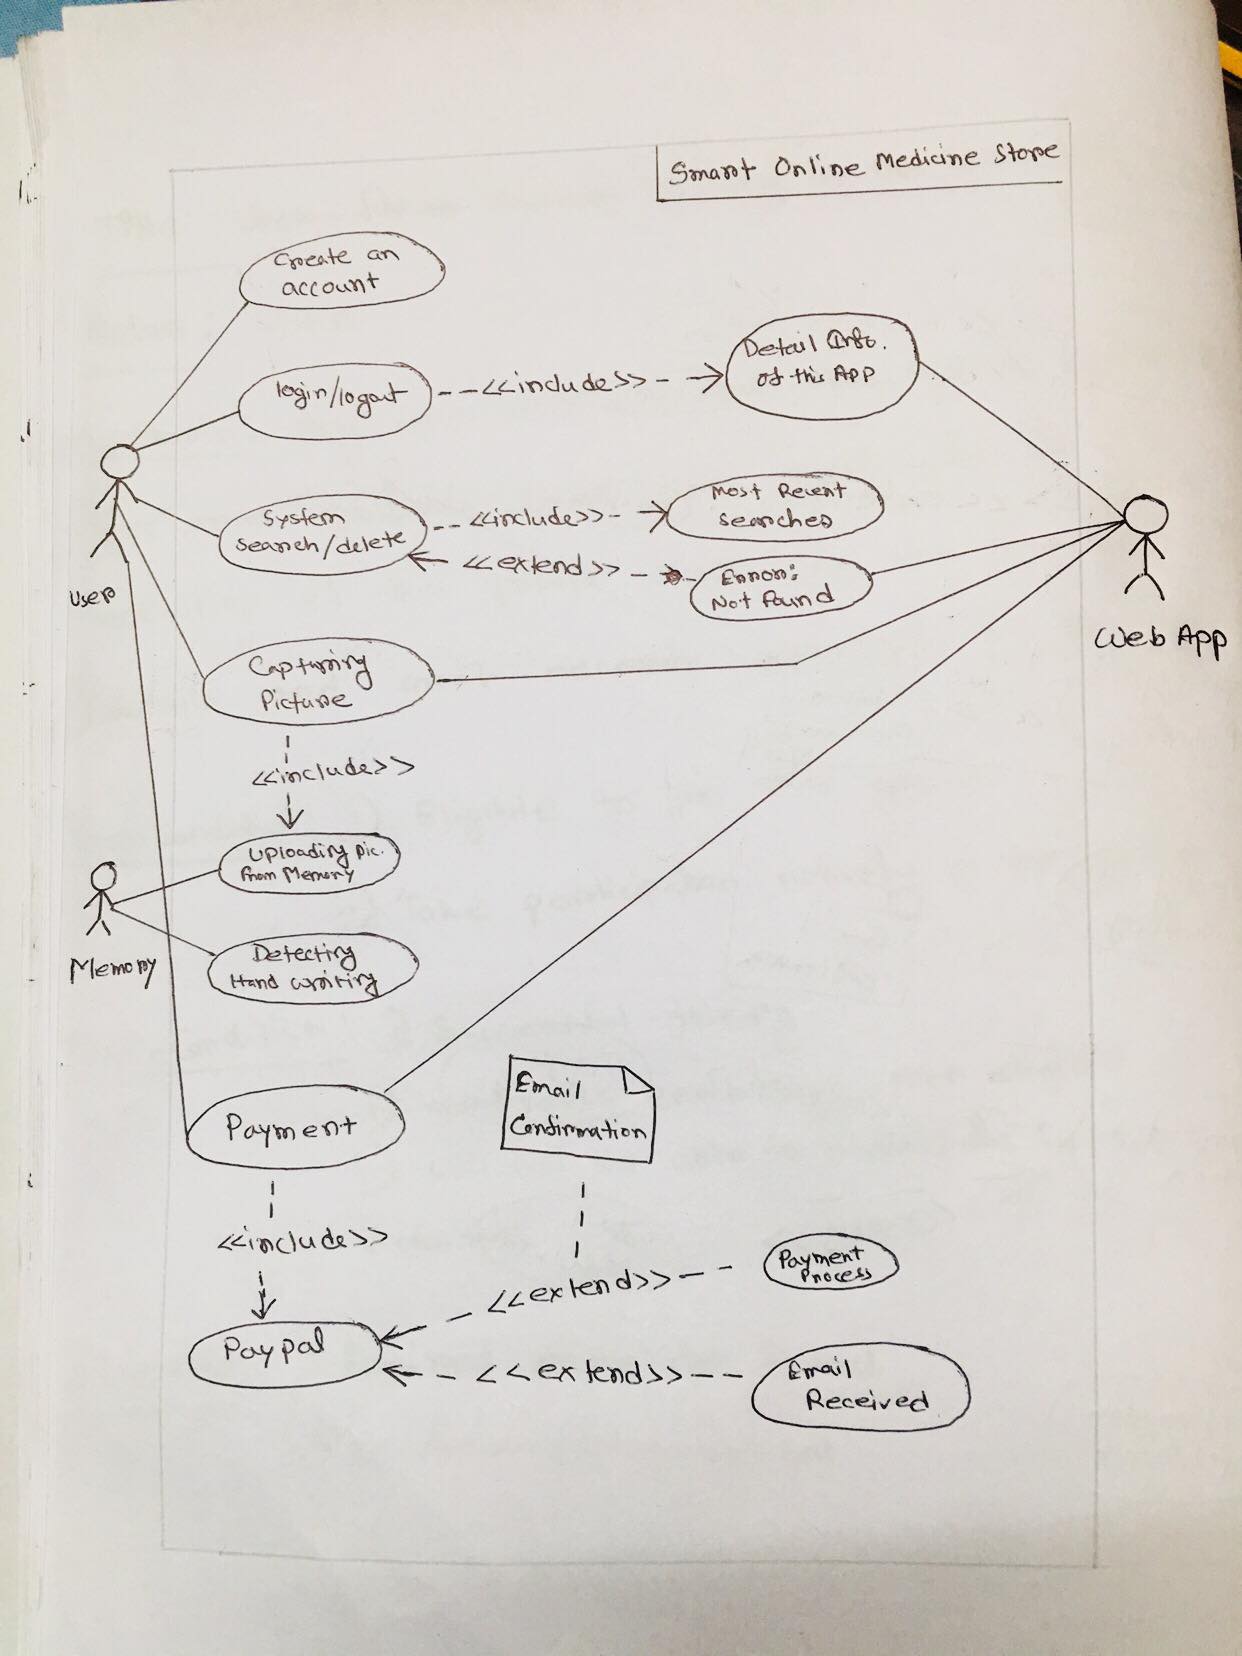 Smart Online Medicine Store
Create an
account
login/logout
<<include>>
Detail Info.
of this App
System
search/delete
<<include>>
Most Recent
searches
<<extend>>
Error:
Not found
User
Web App
Capturing
Picture
<<include>>
Uploading pic.
from Memory
Memory
Detecting
Hand writing
Email
Confirmation
Payment
<<include>>
<<extend>>
Payment
Process
Paypal
<<extend>>
Email
Received